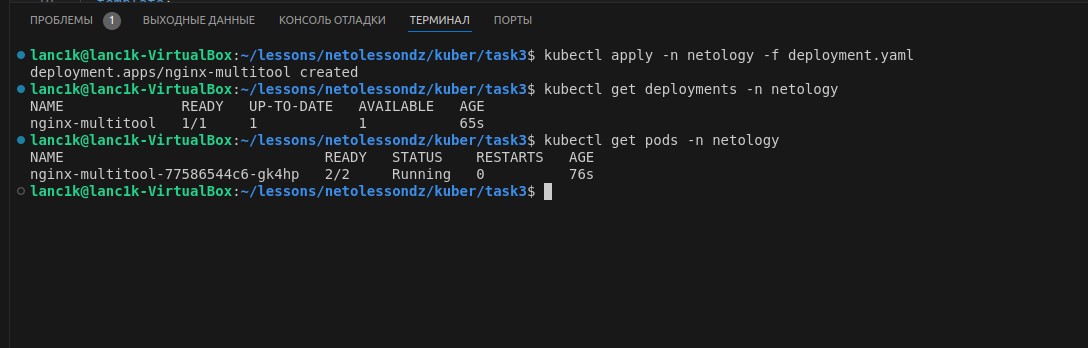 ПРОБЛЕМЫ 1 ВЫХОДНЫЕ ДАННЫЕ КОНСОЛЬ ОТЛАДКИ ТЕРМИНАЛ ПОРТЫ
lanc1k@lanc1k-VirtualBox:~/lessons/netolessondz/kuber/task3$ kubectl apply -n netology -f deployment.yaml
deployment.apps/nginx-multitool created
lanc1k@lanc1k-VirtualBox:~/lessons/netolessondz/kuber/task3$ kubectl get deployments -n netology
NAME READY UP-TO-DATE AVAILABLE AGE
nginx-multitool 1/1 1 1 65s
lanc1k@lanc1k-VirtualBox:~/lessons/netolessondz/kuber/task3$ kubectl get pods -n netology
NAME READY STATUS RESTARTS AGE
nginx-multitool-77586544c6-gk4hp 2/2 Running 0 76s
lanc1k@lanc1k-VirtualBox:~/lessons/netolessondz/kuber/task3$